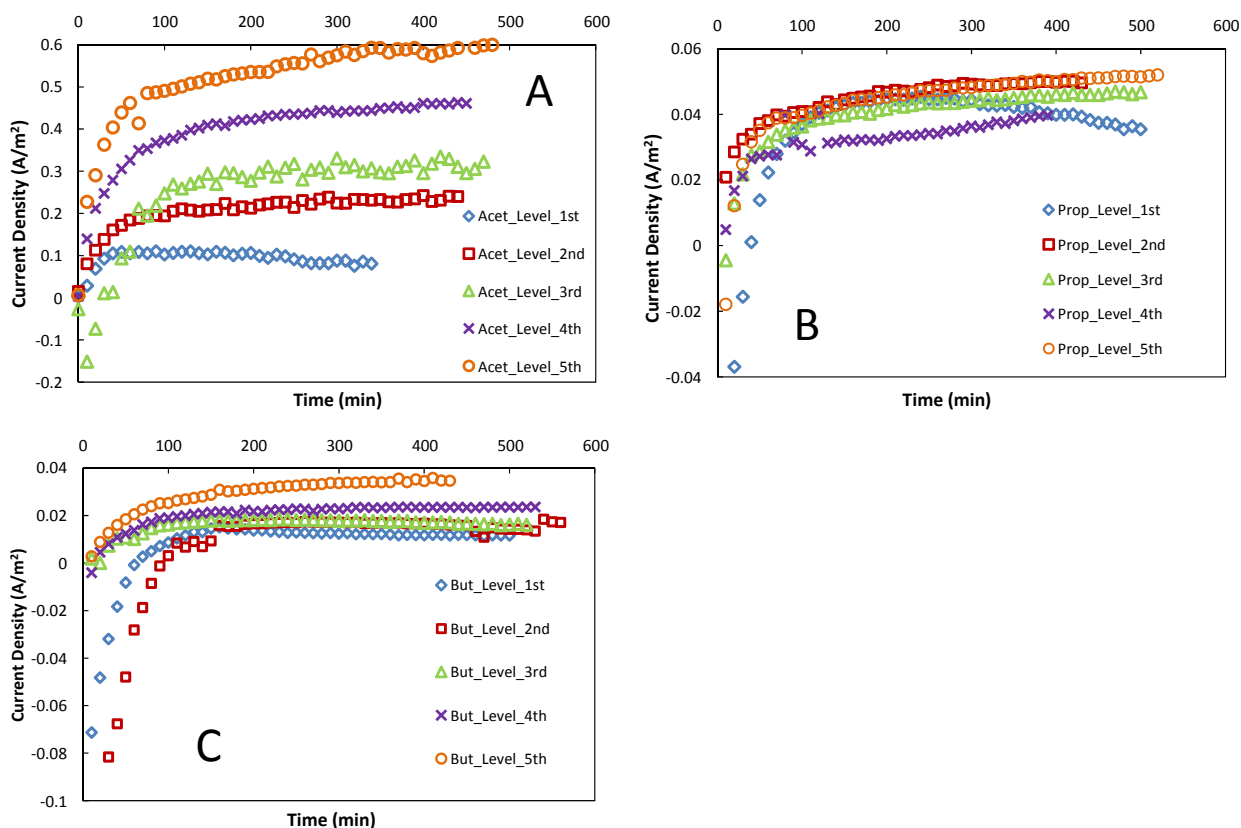 0 100 200 300 400 500 600
0.6
0.5
0.4
0.3
0.2
0.1
0
-0.1
-0.2
Current Density (A/m²)
Time (min)
A
Acet_Level_1st
Acet_Level_2nd
Acet_Level_3rd
Acet_Level_4th
Acet_Level_5th
0 100 200 300 400 500 600
0.06
0.04
0.02
0
-0.02
-0.04
Current Density (A/m²)
Time (min)
B
Prop_Level_1st
Prop_Level_2nd
Prop_Level_3rd
Prop_Level_4th
Prop_Level_5th
0 100 200 300 400 500 600
0.04
0.02
0
-0.02
-0.04
-0.06
-0.08
-0.1
Current Density (A/m²)
Time (min)
C
But_Level_1st
But_Level_2nd
But_Level_3rd
But_Level_4th
But_Level_5th